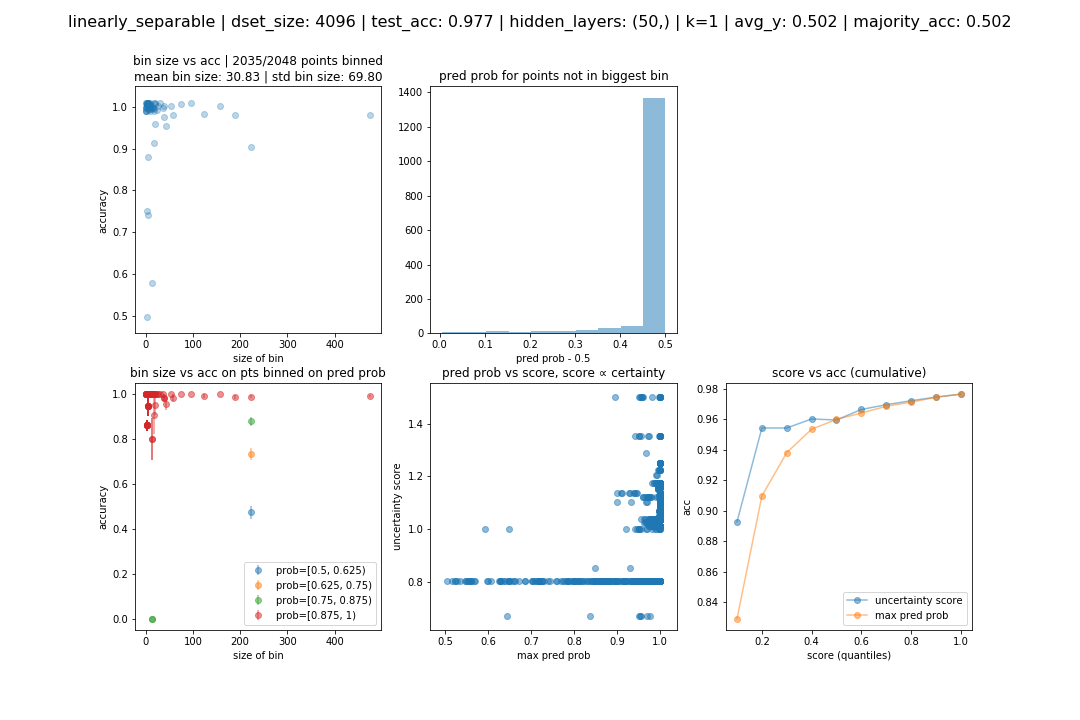 linearly_separable | dset_size: 4096 | test_acc: 0.977 | hidden_layers: (50,) | k=1 | avg_y: 0.502 | majority_acc: 0.502
bin size vs acc | 2035/2048 points binned
mean bin size: 30.83 | std bin size: 69.80
1.0
0.9
0.8
0.7
0.6
0.5
accuracy
0
100
200
300
400
size of bin
pred prob for points not in biggest bin
1400
1200
1000
800
600
400
200
0
0.0
0.1
0.2
0.3
0.4
0.5
pred prob - 0.5
bin size vs acc on pts binned on pred prob
1.0
0.8
0.6
0.4
0.2
0.0
accuracy
prob=[0.5, 0.625)
prob=[0.625, 0.75)
prob=[0.75, 0.875)
prob=[0.875, 1)
0
100
200
300
400
size of bin
pred prob vs score, score ∝ certainty
1.4
1.2
1.0
0.8
uncertainty score
0.5
0.6
0.7
0.8
0.9
1.0
max pred prob
score vs acc (cumulative)
0.98
0.96
0.94
0.92
0.90
0.88
0.86
0.84
acc
uncertainty score
max pred prob
0.2
0.4
0.6
0.8
1.0
score (quantiles)